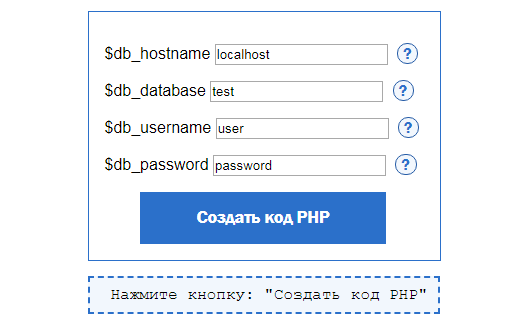 $db_hostname localhost ?
$db_database test ?
$db_username user ?
$db_password password ?
Создать код PHP
Нажмите кнопку: "Создать код PHP"